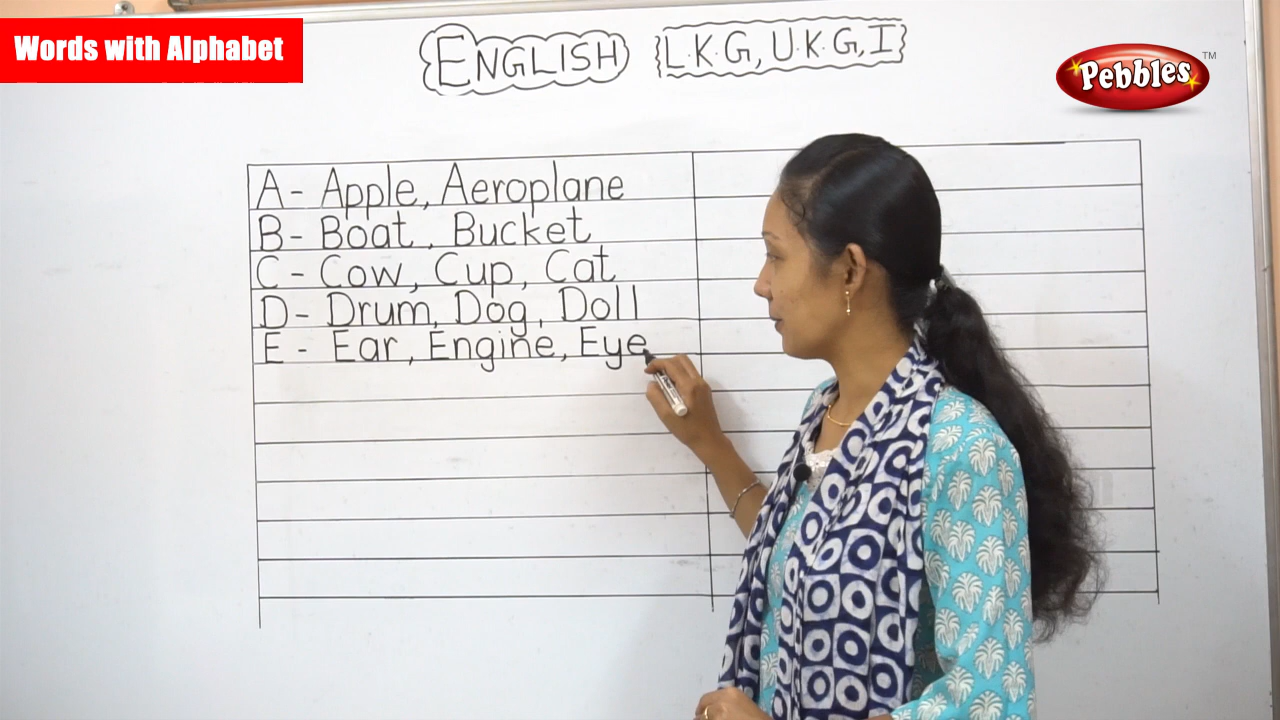 Words with Alphabet
ENGLISH L.K.G, U.K.G, I
Pebbles TM
A - Apple, Aeroplane
B - Boat, Bucket
C - Cow, Cup, Cat
D - Drum, Dog, Doll
E - Ear, Engine, Eye